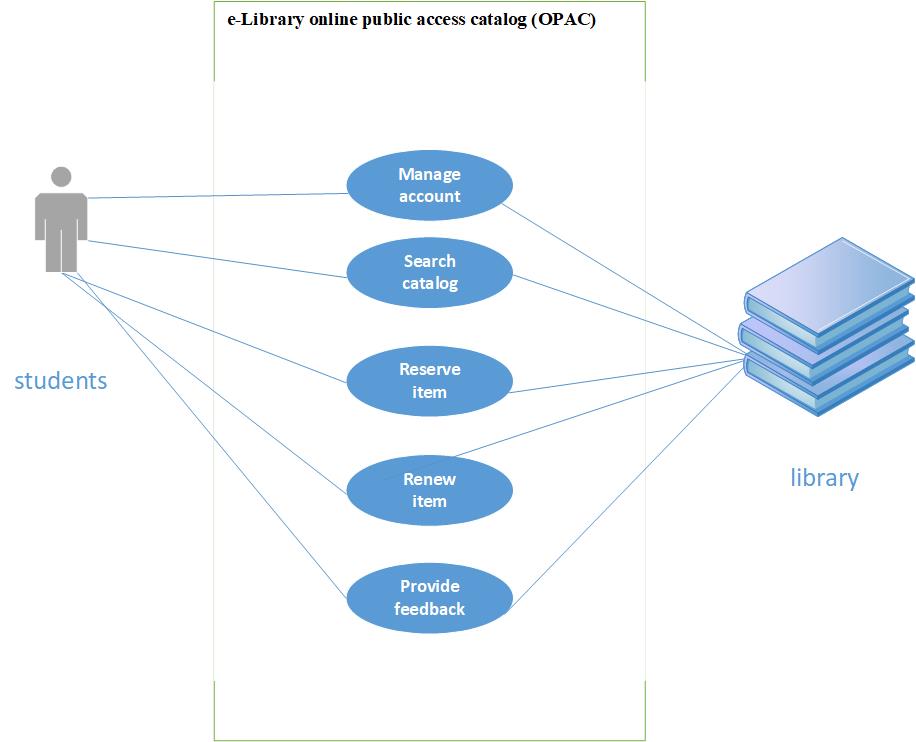 e-Library online public access catalog (OPAC)
Manage
account
Search
catalog
Reserve
item
students
Renew
item
library
Provide
feedback